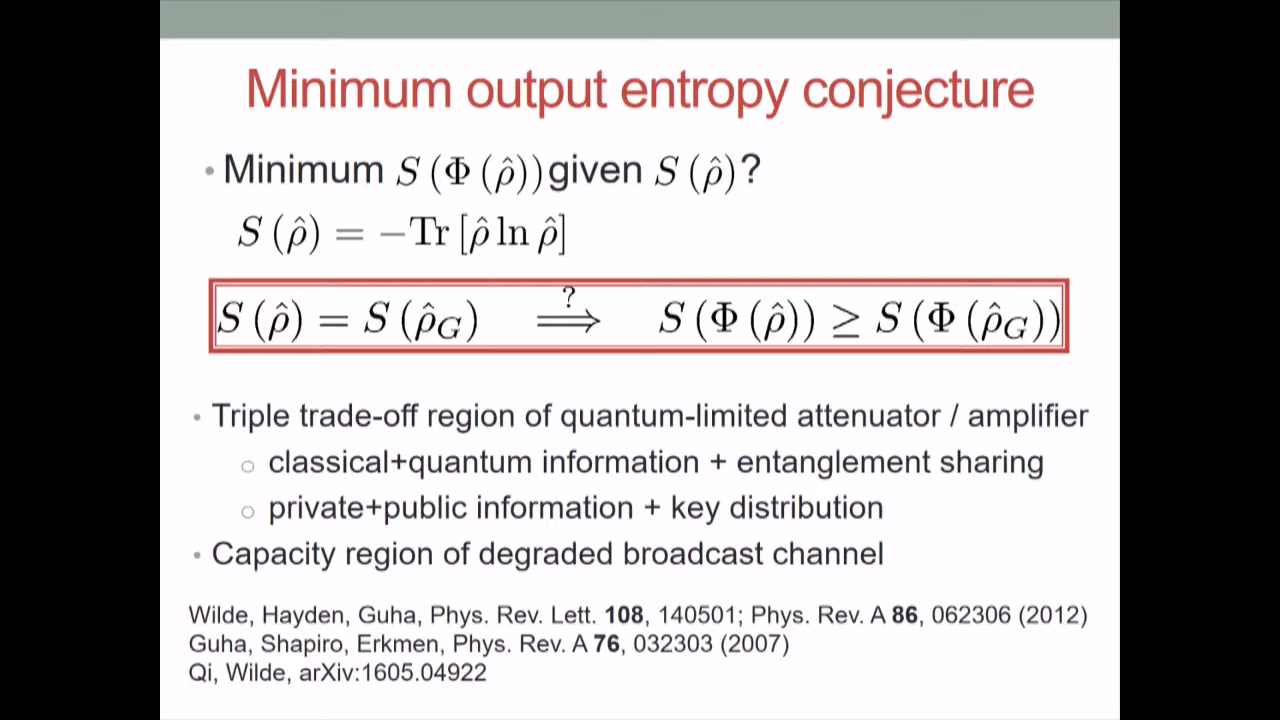 Minimum output entropy conjecture
• Minimum S (Φ (ρ̂)) given S (ρ̂)?
S (ρ̂) = −Tr [ρ̂ ln ρ̂]
S (ρ̂) = S (ρ̂_G) ⟹^? S (Φ (ρ̂)) ≥ S (Φ (ρ̂_G))
• Triple trade-off region of quantum-limited attenuator / amplifier
○ classical+quantum information + entanglement sharing
○ private+public information + key distribution
• Capacity region of degraded broadcast channel
Wilde, Hayden, Guha, Phys. Rev. Lett. 108, 140501; Phys. Rev. A 86, 062306 (2012)
Guha, Shapiro, Erkmen, Phys. Rev. A 76, 032303 (2007)
Qi, Wilde, arXiv:1605.04922